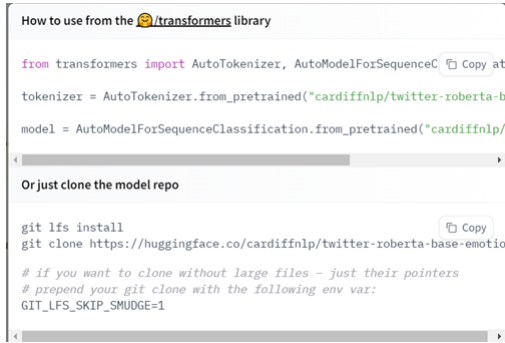 How to use from the 🤗/transformers library
from transformers import AutoTokenizer, AutoModelForSequenceC
Copy
tokenizer = AutoTokenizer.from_pretrained("cardiffnlp/twitter-roberta-b
model = AutoModelForSequenceClassification.from_pretrained("cardiffnlp/
Or just clone the model repo
git lfs install
Copy
git clone https://huggingface.co/cardiffnlp/twitter-roberta-base-emotio
# if you want to clone without large files – just their pointers
# prepend your git clone with the following env var:
GIT_LFS_SKIP_SMUDGE=1